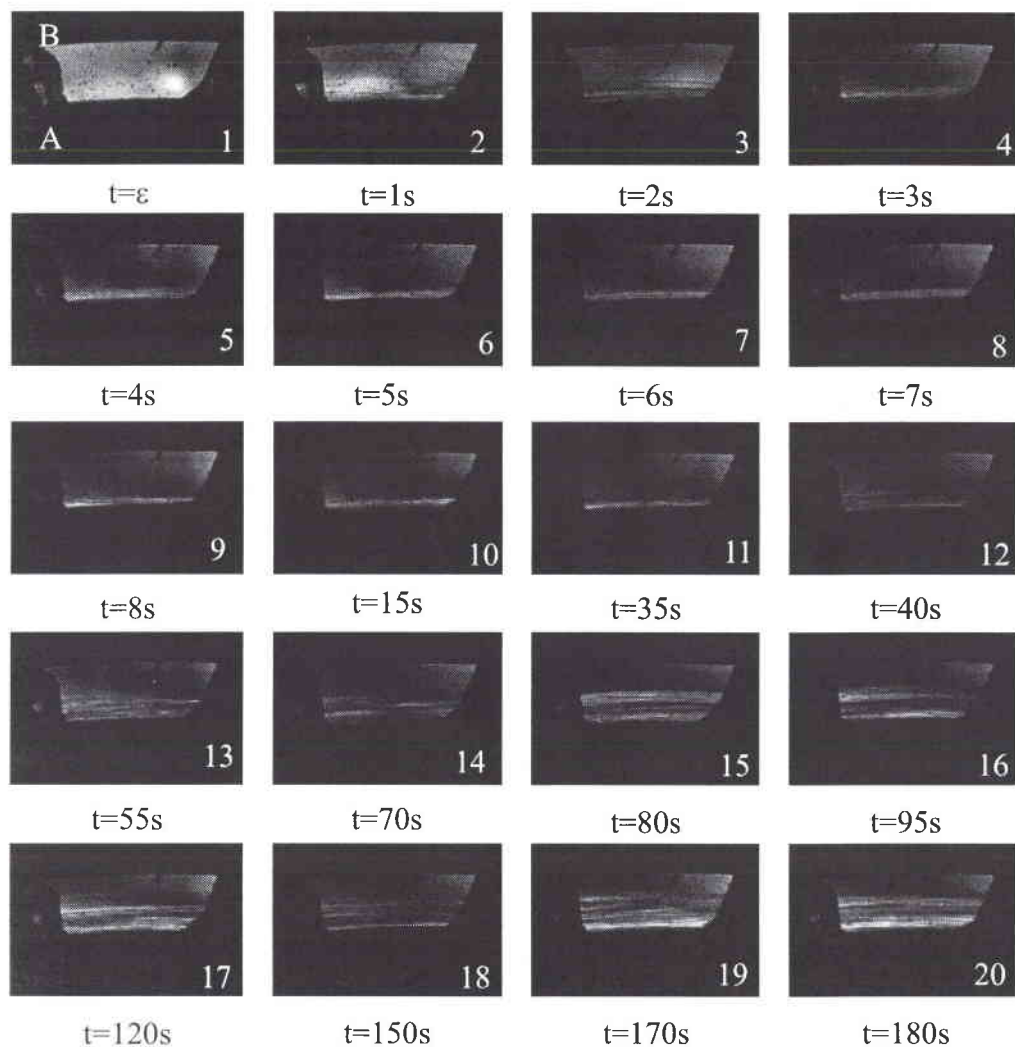 B
A
1 2 3 4
t=ε t=1s t=2s t=3s
5 6 7 8
t=4s t=5s t=6s t=7s
9 10 11 12
t=8s t=15s t=35s t=40s
13 14 15 16
t=55s t=70s t=80s t=95s
17 18 19 20
t=120s t=150s t=170s t=180s